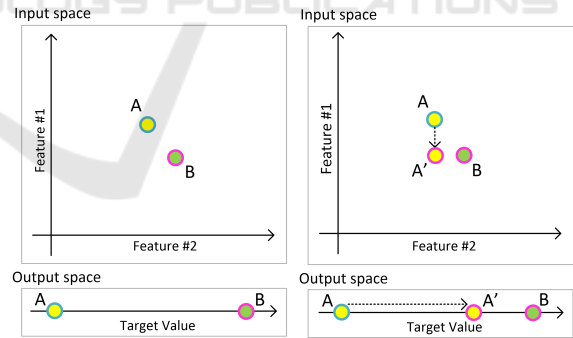 Input space
A
B
Feature #1
Feature #2
Output space
A
B
Target Value
Input space
A
A’
B
Feature #1
Feature #2
Output space
A
A’
B
Target Value